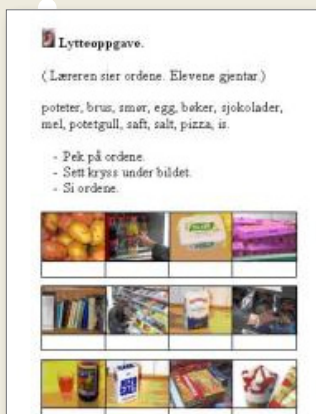 Lytteoppgave.
( Læreren sier ordene. Elevene gjentar.)
poteter, brus, smør, egg, bøker, sjokolader,
mel, potetgull, saft, salt, pizza, is.
- Pek på ordene.
- Sett kryss under bildet.
- Si ordene.